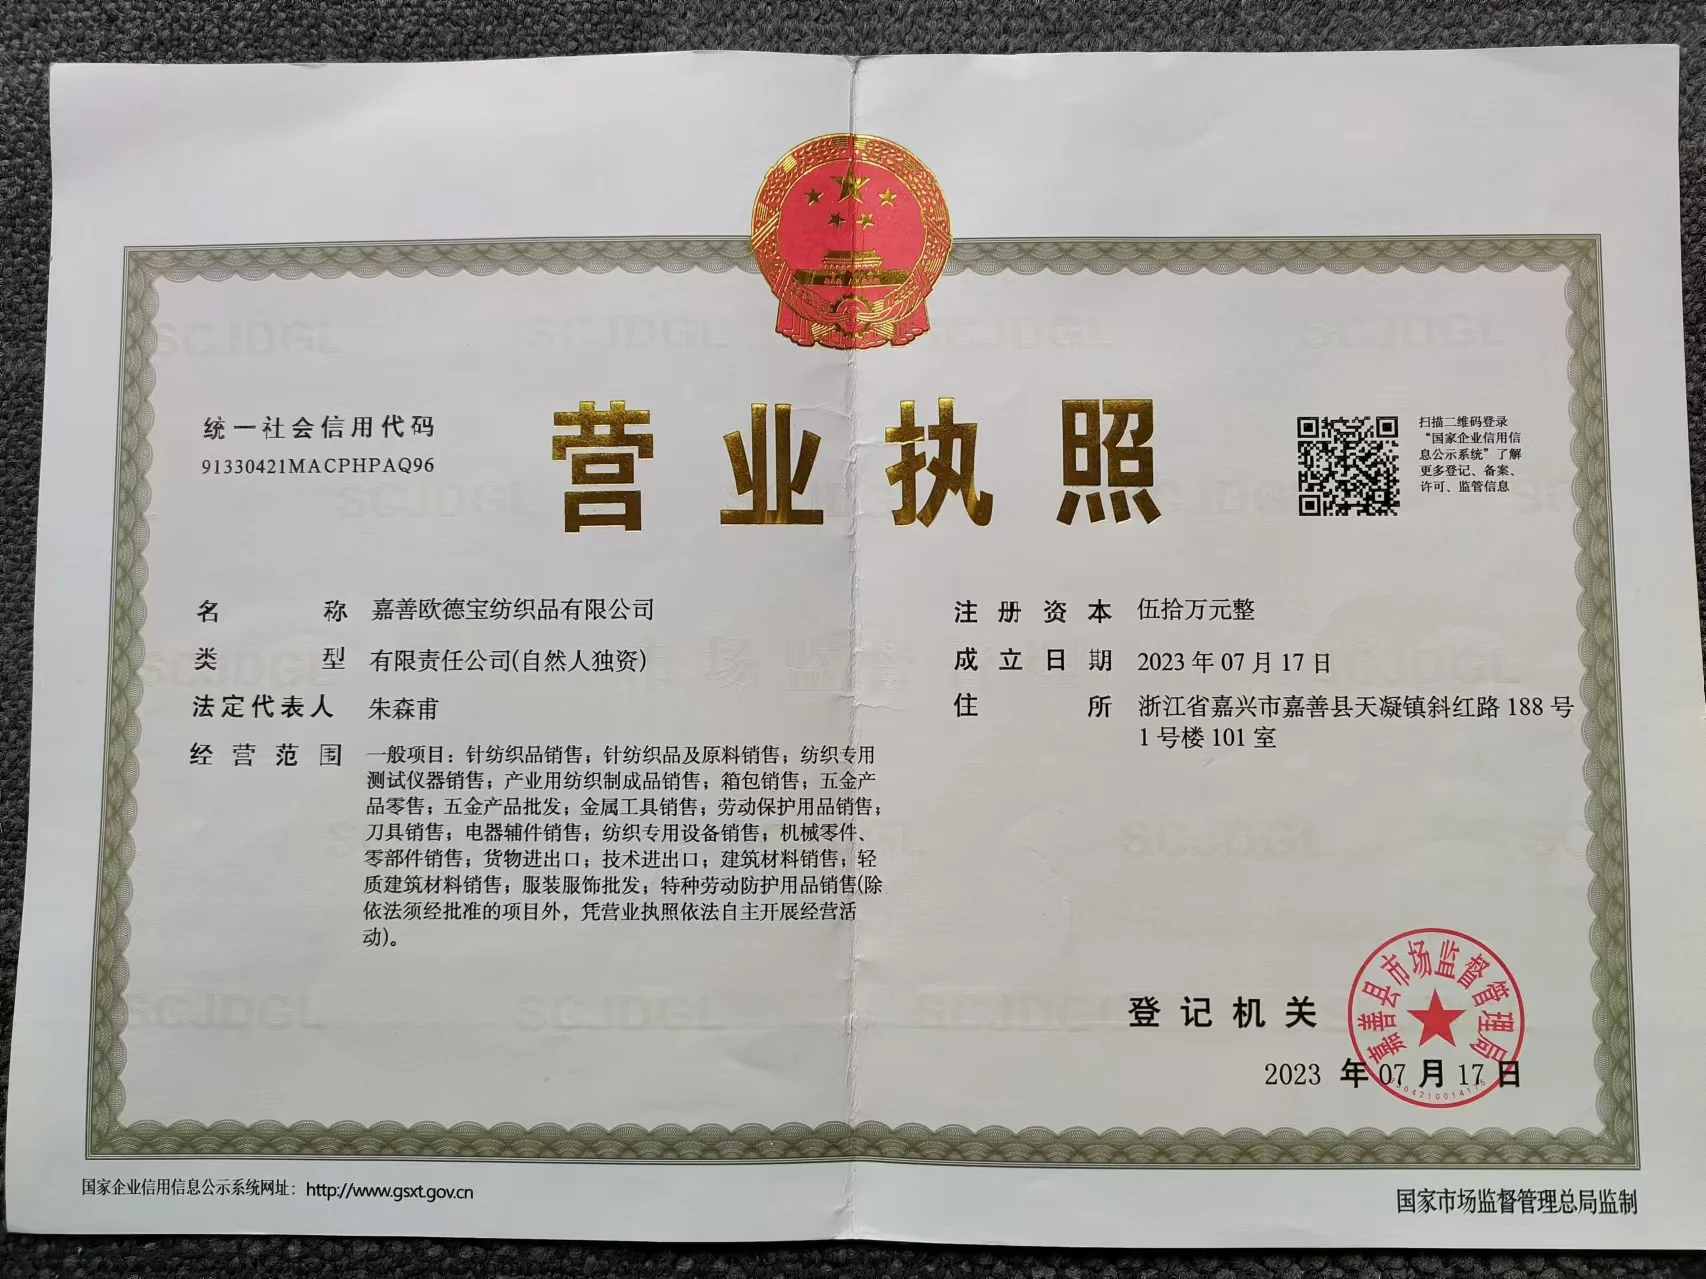 统一社会信用代码
91330421MACPHPAQ96
营业执照
扫描二维码登录
“国家企业信用信
息公示系统”了解
更多登记、备案、
许可、监管信息
名称 嘉善欧德宝纺织品有限公司
类型 有限责任公司(自然人独资)
法定代表人 朱森甫
经营范围 一般项目：针纺织品销售；针纺织品及原料销售；纺织专用
测试仪器销售；产业用纺织制成品销售；箱包销售；五金产
品零售；五金产品批发；金属工具销售；劳动保护用品销售；
刀具销售；电器辅件销售；纺织专用设备销售；机械零件、
零部件销售；货物进出口；技术进出口；建筑材料销售；轻
质建筑材料销售；服装服饰批发；特种劳动防护用品销售(除
依法须经批准的项目外，凭营业执照依法自主开展经营活
动)。
注册资本 伍拾万元整
成立日期 2023年07月17日
住所 浙江省嘉兴市嘉善县天凝镇斜红路188号
1号楼101室
登记机关
嘉善县市场监督管理局
2023年07月17日
国家企业信用信息公示系统网址：http://www.gsxt.gov.cn
国家市场监督管理总局监制
SCJDGL